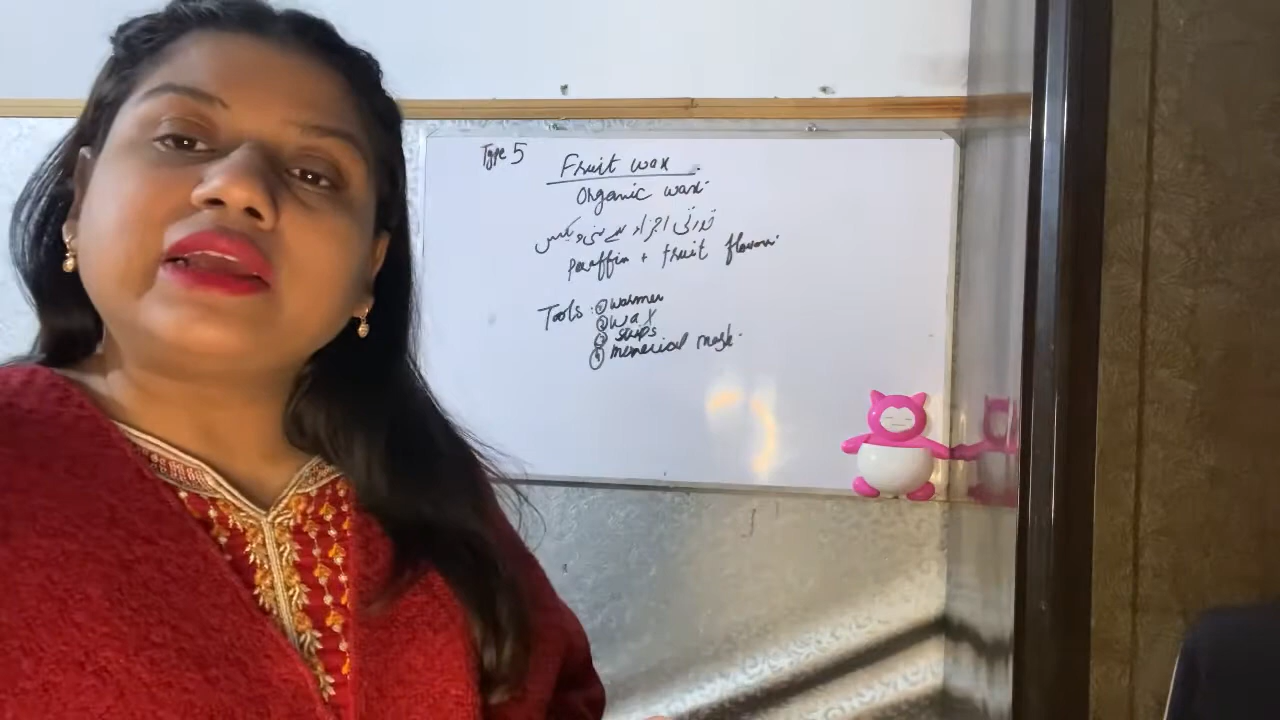 Type 5
Fruit wax
Organic wax
قدرتی اجزاء سے بنی ویکس
Paraffin + fruit flavour
Tools : ① warmer
② wax
③ strips
④ menerial mask